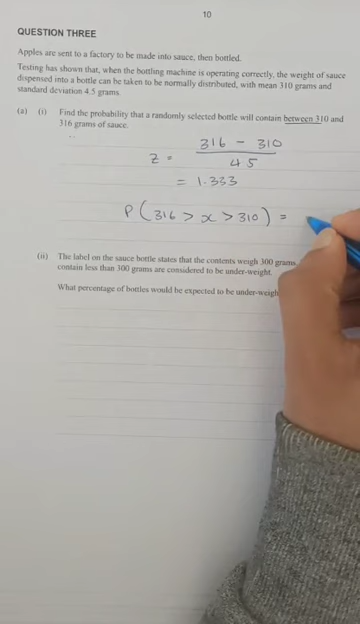 10
QUESTION THREE
Apples are sent to a factory to be made into sauce, then bottled.
Testing has shown that, when the bottling machine is operating correctly, the weight of sauce
dispensed into a bottle can be taken to be normally distributed, with mean 310 grams and
standard deviation 4.5 grams.
(a) (i) Find the probability that a randomly selected bottle will contain between 310 and
316 grams of sauce.
z = 316 - 310
4.5
= 1.333
P(316 > x > 310) =
(ii) The label on the sauce bottle states that the contents weigh 300 grams
contain less than 300 grams are considered to be under-weight.
What percentage of bottles would be expected to be under-weigh